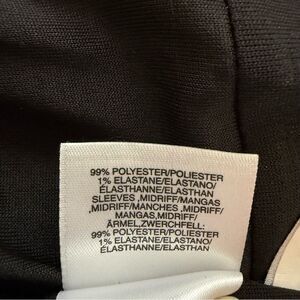 99% POLYESTER/POLIESTER
1% ELASTANE/ELASTANO/
ÉLASTHANNE/ELASTHAN
SLEEVES ,MIDRIFF/MANGAS
,MIDRIFF/MANCHES ,MIDRIFF/
MANGAS,MIDRIFF/
ÄRMEL,ZWERCHFELL:
99% POLYESTER/POLIESTER
1% ELASTANE/ELASTANO/
ÉLASTHANNE/ELASTHAN